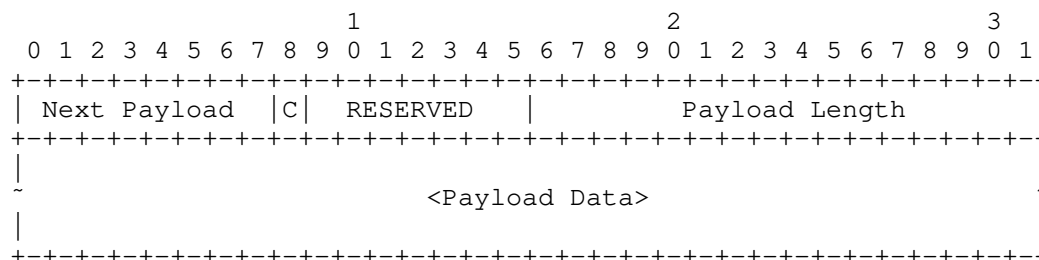 1                   2                   3
 0 1 2 3 4 5 6 7 8 9 0 1 2 3 4 5 6 7 8 9 0 1 2 3 4 5 6 7 8 9 0 1
+-+-+-+-+-+-+-+-+-+-+-+-+-+-+-+-+-+-+-+-+-+-+-+-+-+-+-+-+-+-+-+-
| Next Payload  |C|  RESERVED   |         Payload Length
+-+-+-+-+-+-+-+-+-+-+-+-+-+-+-+-+-+-+-+-+-+-+-+-+-+-+-+-+-+-+-+-
|
~                         <Payload Data>                        ~
|
+-+-+-+-+-+-+-+-+-+-+-+-+-+-+-+-+-+-+-+-+-+-+-+-+-+-+-+-+-+-+-+-